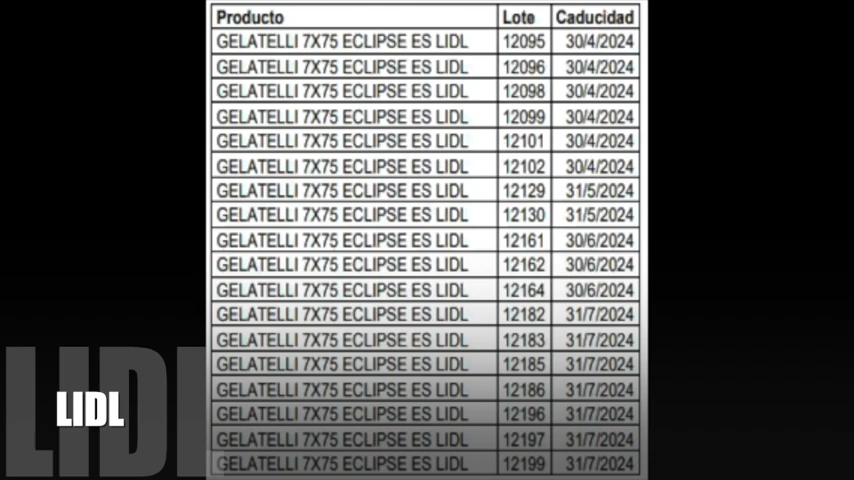 Producto Lote Caducidad
GELATELLI 7X75 ECLIPSE ES LIDL 12095 30/4/2024
GELATELLI 7X75 ECLIPSE ES LIDL 12096 30/4/2024
GELATELLI 7X75 ECLIPSE ES LIDL 12098 30/4/2024
GELATELLI 7X75 ECLIPSE ES LIDL 12099 30/4/2024
GELATELLI 7X75 ECLIPSE ES LIDL 12101 30/4/2024
GELATELLI 7X75 ECLIPSE ES LIDL 12102 30/4/2024
GELATELLI 7X75 ECLIPSE ES LIDL 12129 31/5/2024
GELATELLI 7X75 ECLIPSE ES LIDL 12130 31/5/2024
GELATELLI 7X75 ECLIPSE ES LIDL 12161 30/6/2024
GELATELLI 7X75 ECLIPSE ES LIDL 12162 30/6/2024
GELATELLI 7X75 ECLIPSE ES LIDL 12164 30/6/2024
GELATELLI 7X75 ECLIPSE ES LIDL 12182 31/7/2024
GELATELLI 7X75 ECLIPSE ES LIDL 12183 31/7/2024
GELATELLI 7X75 ECLIPSE ES LIDL 12185 31/7/2024
GELATELLI 7X75 ECLIPSE ES LIDL 12186 31/7/2024
GELATELLI 7X75 ECLIPSE ES LIDL 12196 31/7/2024
GELATELLI 7X75 ECLIPSE ES LIDL 12197 31/7/2024
GELATELLI 7X75 ECLIPSE ES LIDL 12199 31/7/2024
LIDL
LIDL